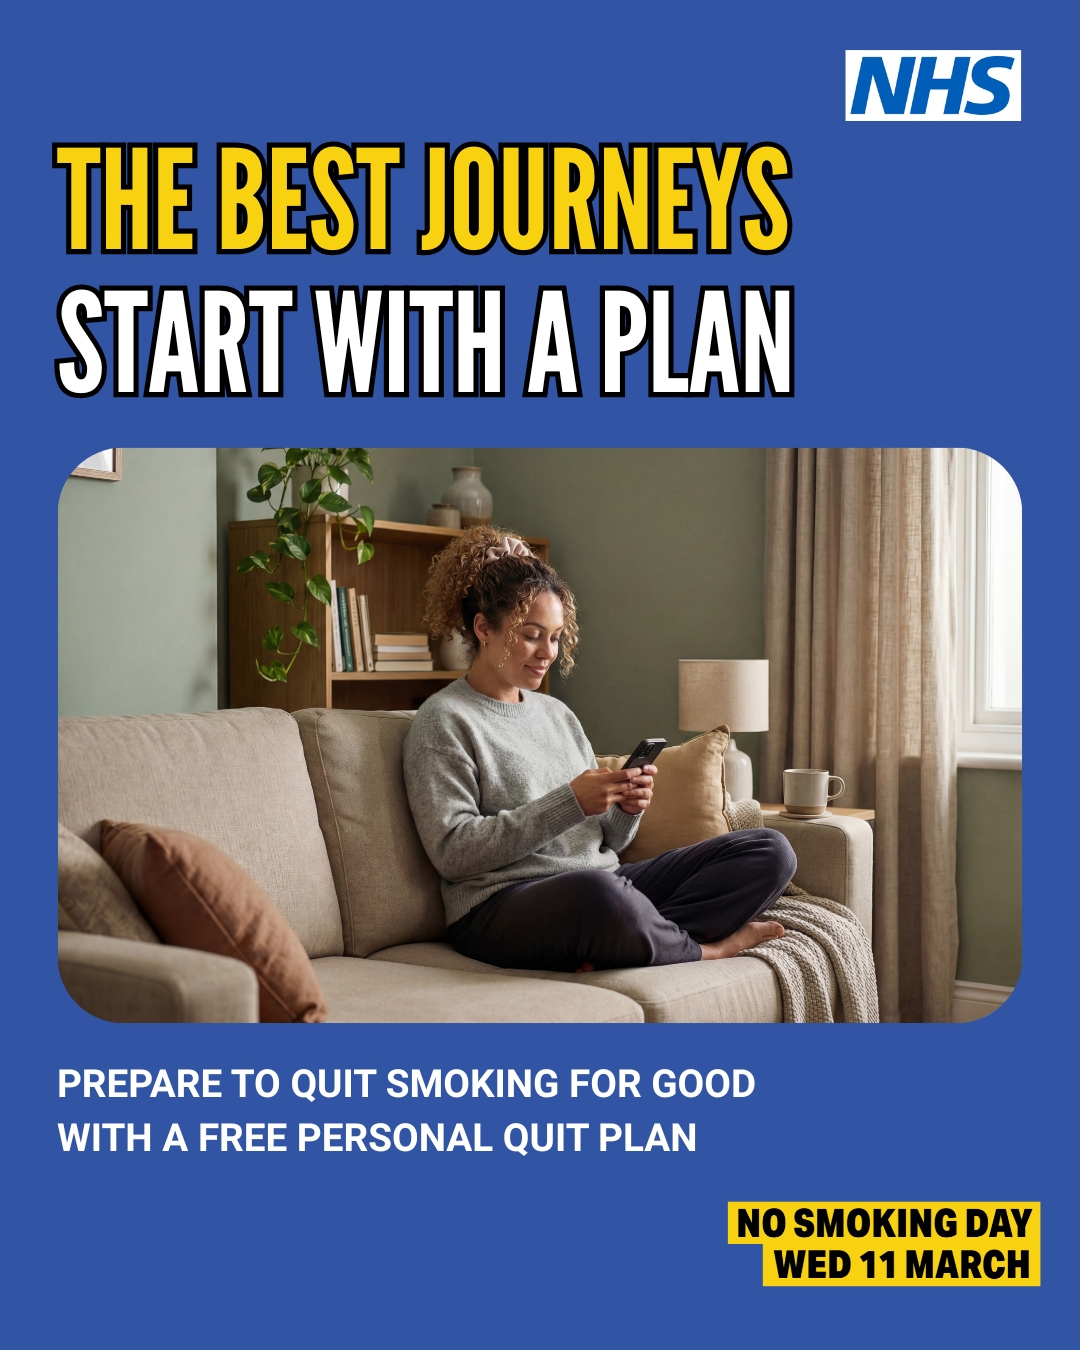 NHS
THE BEST JOURNEYS
START WITH A PLAN
PREPARE TO QUIT SMOKING FOR GOOD
WITH A FREE PERSONAL QUIT PLAN
NO SMOKING DAY
WED 11 MARCH